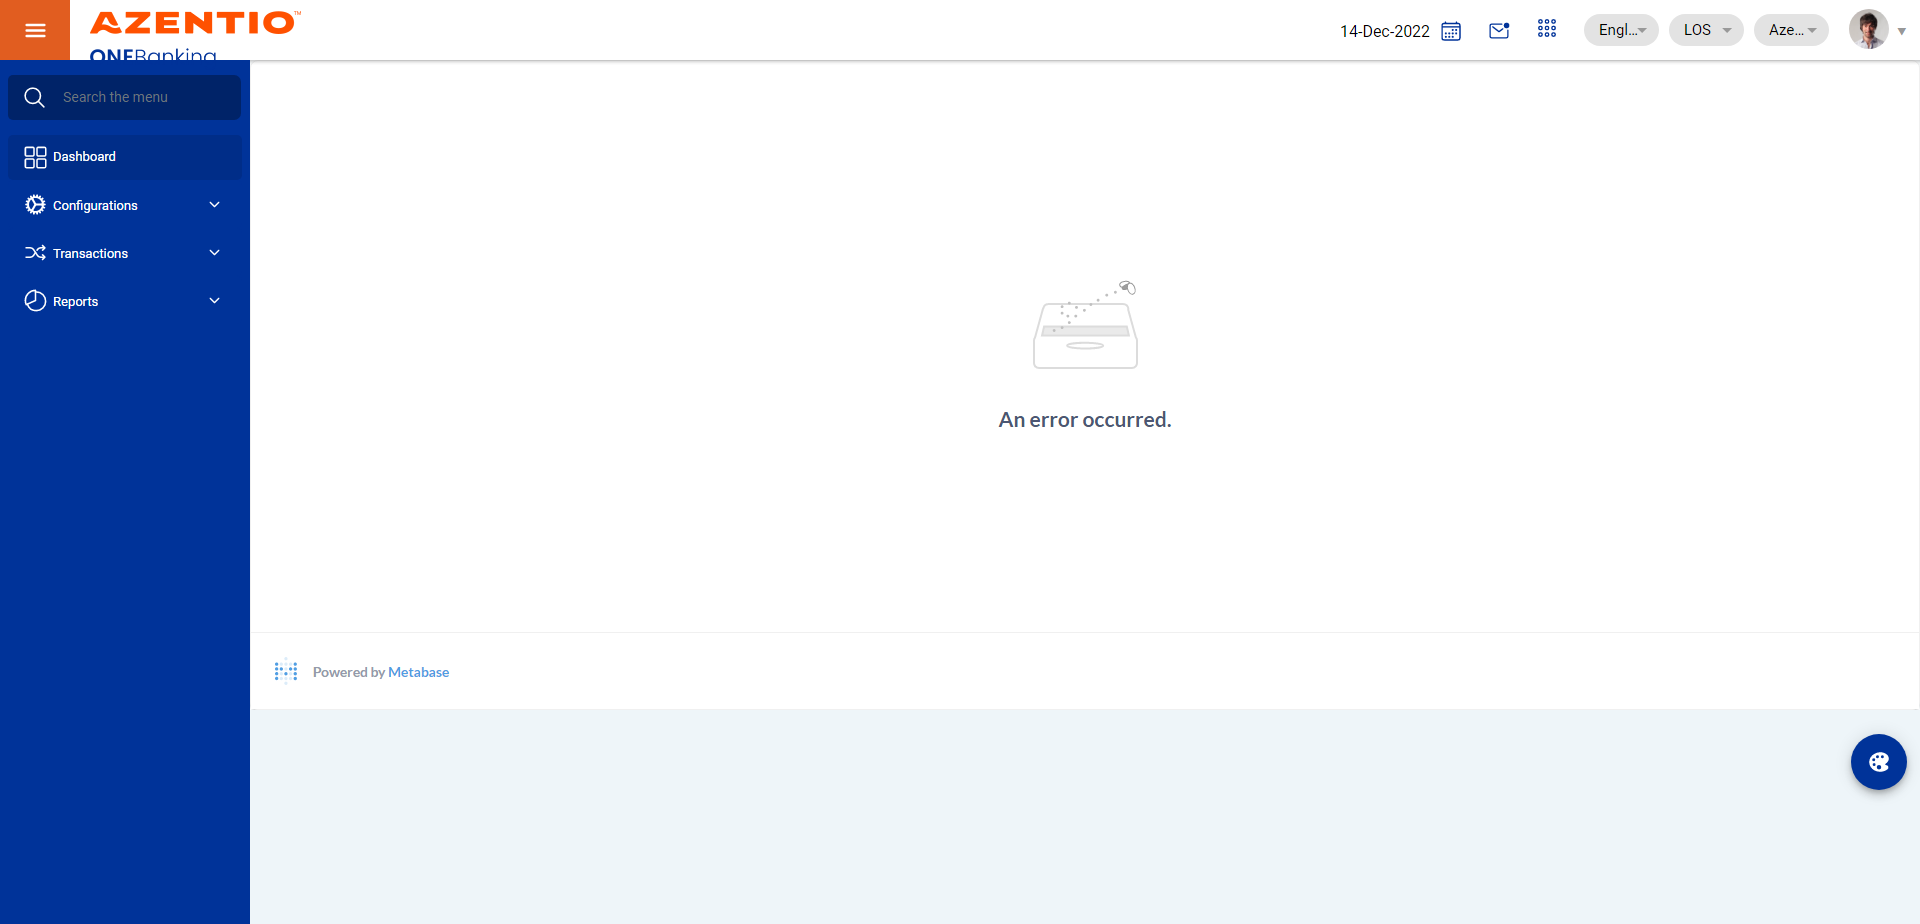 AZENTIO™
ONEBanking
14-Dec-2022
Engl...
LOS
Aze...
Search the menu
Dashboard
Configurations
Transactions
Reports
An error occurred.
Powered by Metabase